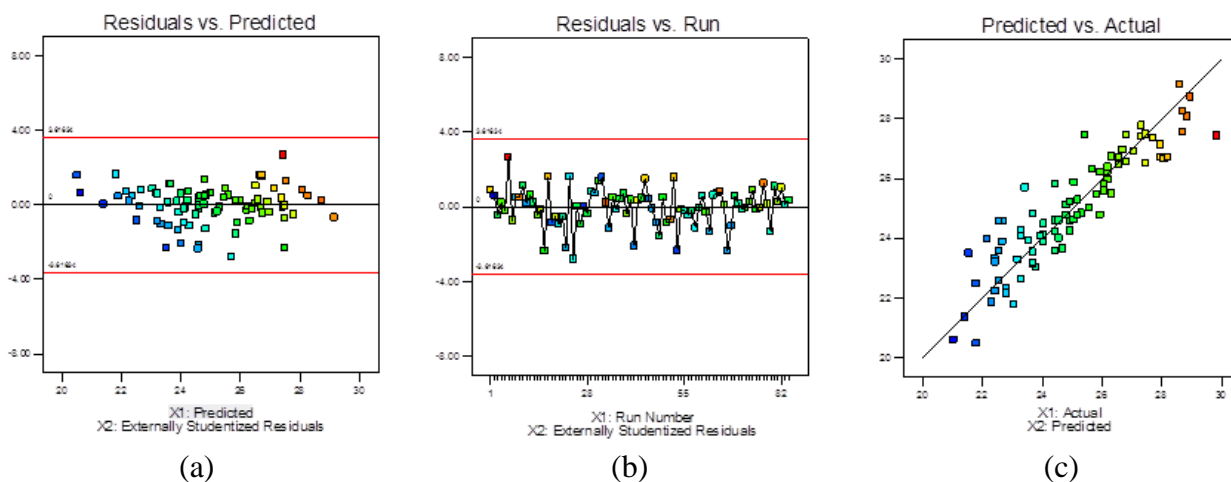 Residuals vs. Predicted
8.00
4.00
0
0.00
-4.00
-8.00
20
22
24
26
28
30
X1: Predicted
X2: Externally Studentized Residuals
(a)
Residuals vs. Run
8.00
4.00
0
0.00
-4.00
-8.00
1
28
55
82
X1: Run Number
X2: Externally Studentized Residuals
(b)
Predicted vs. Actual
30
28
26
24
22
20
20
22
24
26
28
30
X1: Actual
X2: Predicted
(c)